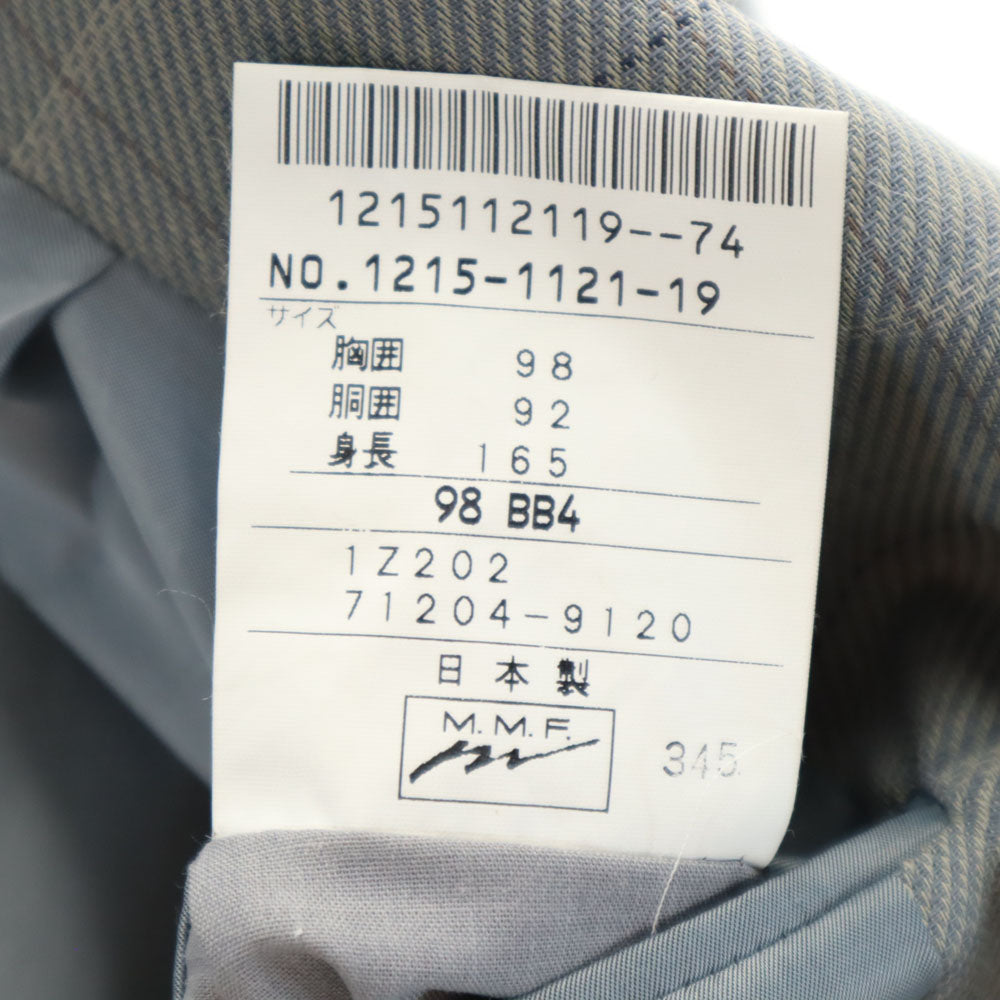 1215112119--74
NO.1215-1121-19
サイズ
胸囲 98
胴囲 92
身長 165
98 BB4
1Z202
71204-9120
日本製
M.M.F.
345